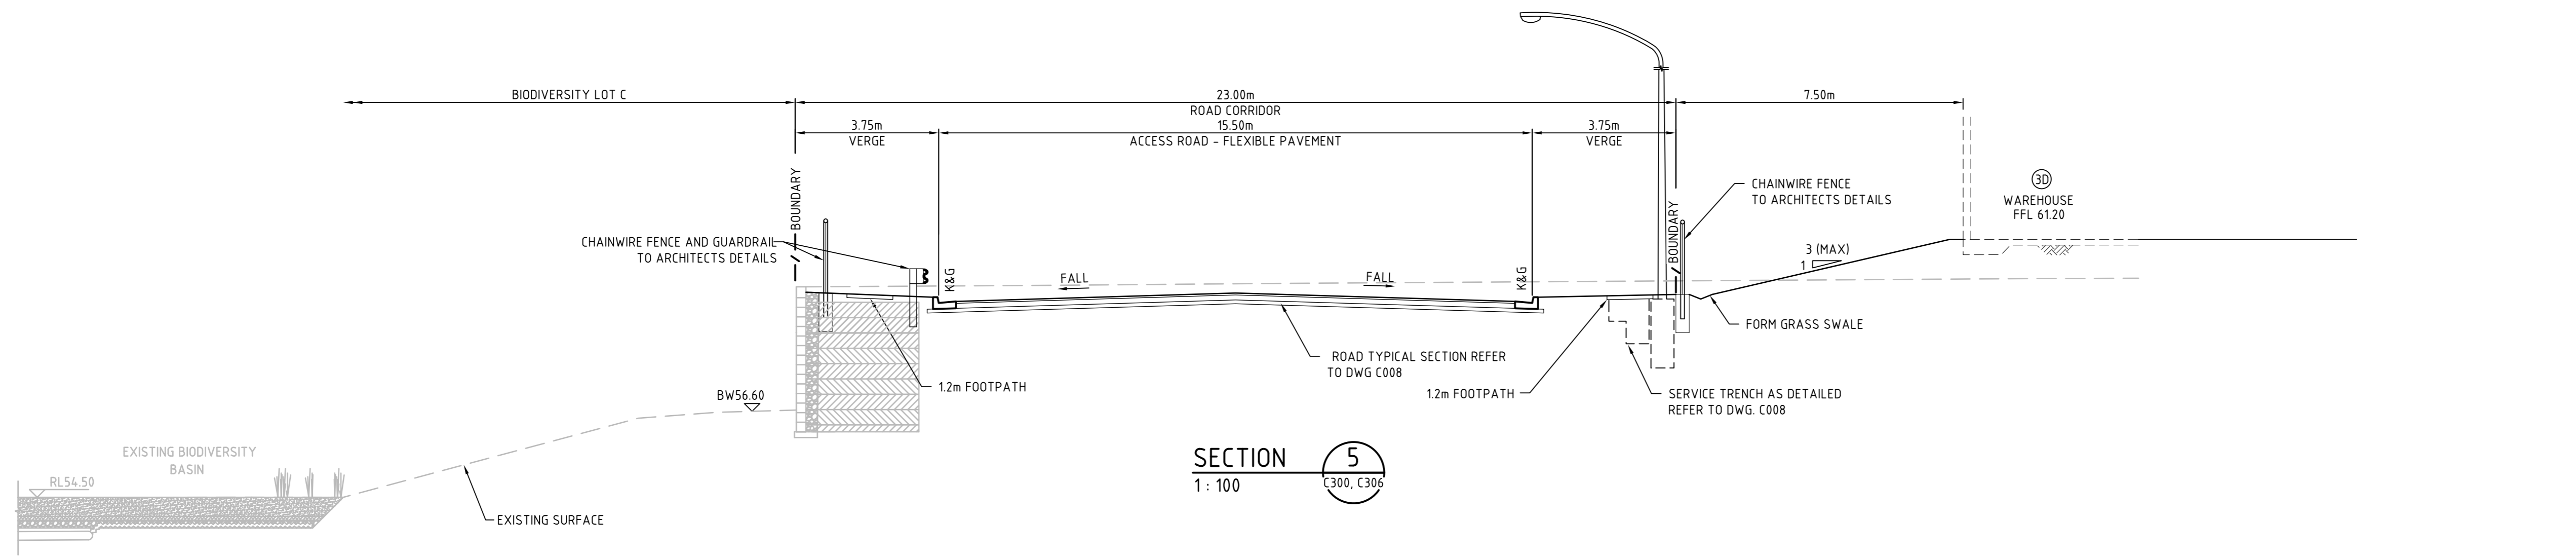 BIODIVERSITY LOT C
23.00m
ROAD CORRIDOR
7.50m
3.75m
VERGE
15.50m
ACCESS ROAD - FLEXIBLE PAVEMENT
3.75m
VERGE
BOUNDARY
BOUNDARY
CHAINWIRE FENCE
TO ARCHITECTS DETAILS
3D
WAREHOUSE
FFL 61.20
CHAINWIRE FENCE AND GUARDRAIL
TO ARCHITECTS DETAILS
K&G
FALL
FALL
K&G
3 (MAX)
1
FORM GRASS SWALE
ROAD TYPICAL SECTION REFER
TO DWG C008
1.2m FOOTPATH
1.2m FOOTPATH
SERVICE TRENCH AS DETAILED
REFER TO DWG. C008
BW56.60
EXISTING BIODIVERSITY
BASIN
RL54.50
EXISTING SURFACE
SECTION
1 : 100
5
C300, C306